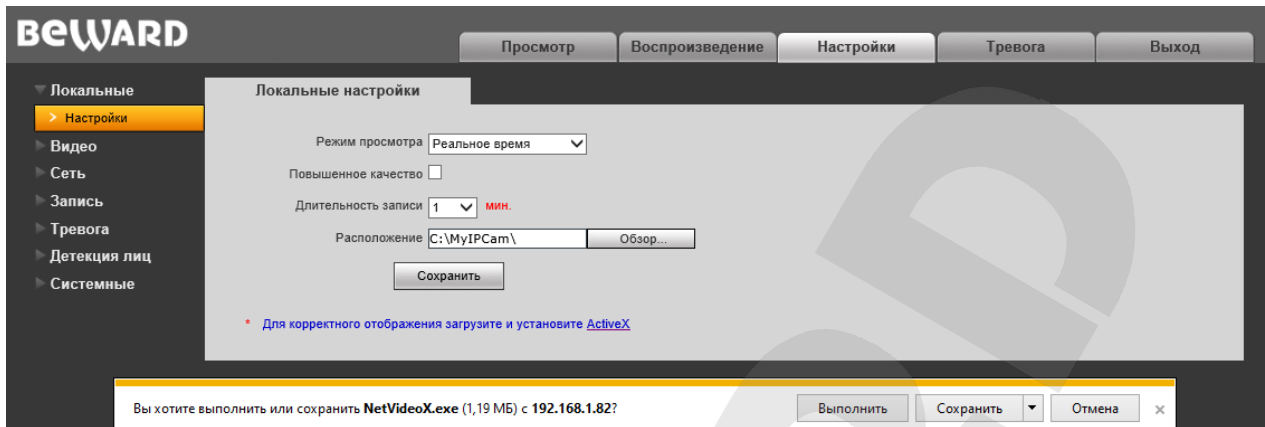 BEWARD
Просмотр Воспроизведение Настройки Тревога Выход
Локальные
Настройки
Видео
Сеть
Запись
Тревога
Детекция лиц
Системные
Локальные настройки
Режим просмотра Реальное время
Повышенное качество
Длительность записи 1 мин.
Расположение C:\MyIPCam\ Обзор...
Сохранить
* Для корректного отображения загрузите и установите ActiveX
Вы хотите выполнить или сохранить NetVideoX.exe (1,19 МБ) с 192.168.1.82? Выполнить Сохранить Отмена